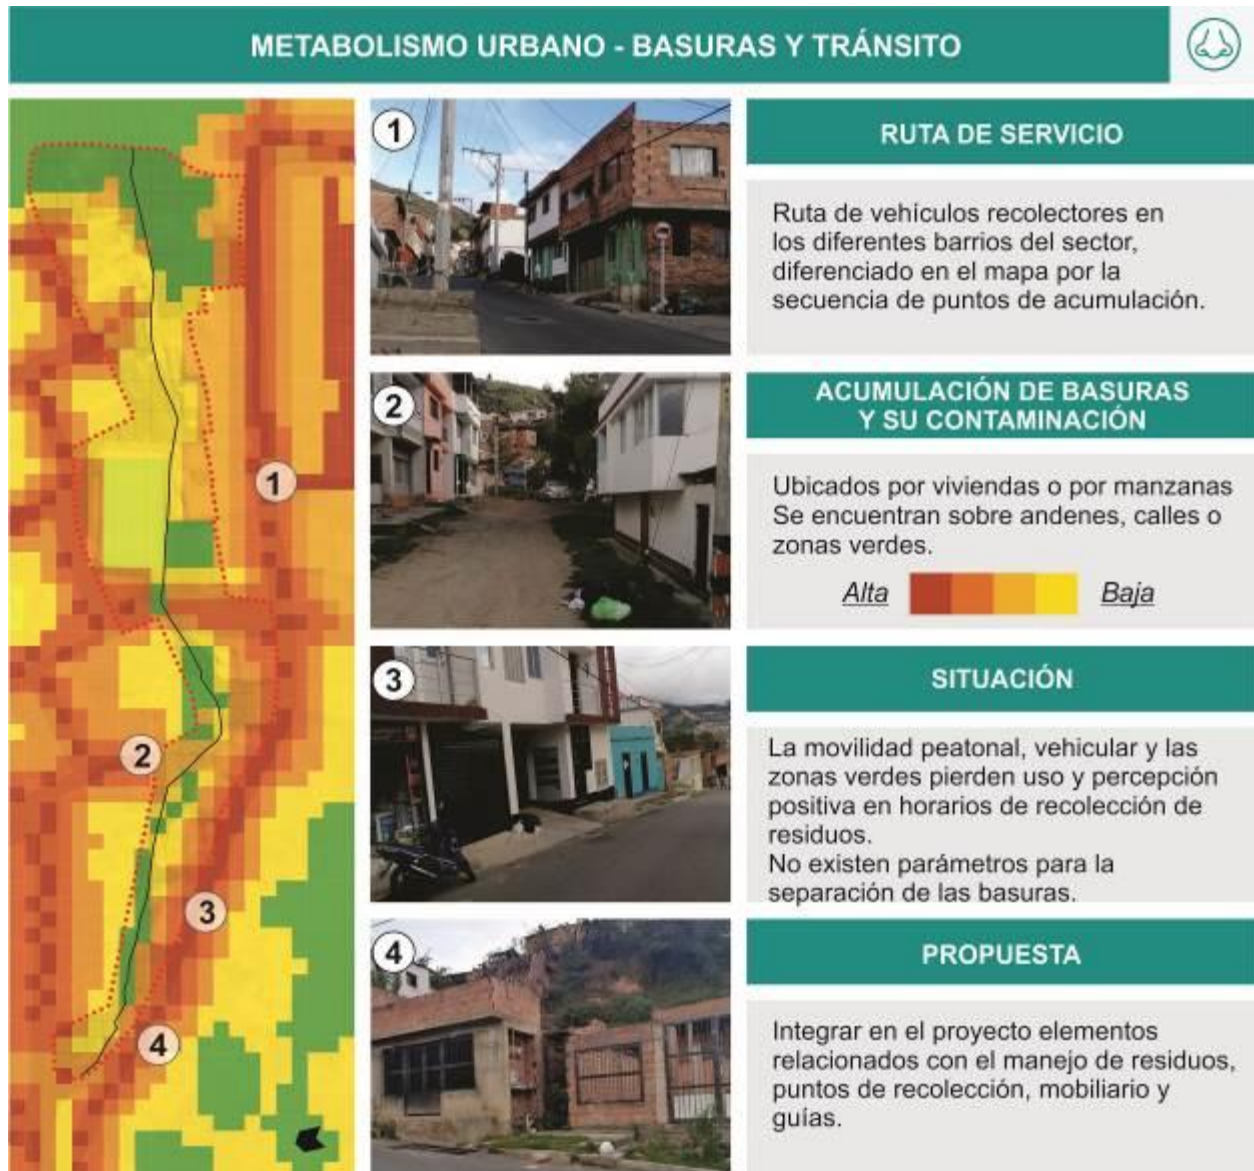 METABOLISMO URBANO - BASURAS Y TRÁNSITO
1
2
3
4
1
RUTA DE SERVICIO
Ruta de vehículos recolectores en
los diferentes barrios del sector,
diferenciado en el mapa por la
secuencia de puntos de acumulación.
2
ACUMULACIÓN DE BASURAS
Y SU CONTAMINACIÓN
Ubicados por viviendas o por manzanas
Se encuentran sobre andenes, calles o
zonas verdes.
Alta Baja
3
SITUACIÓN
La movilidad peatonal, vehicular y las
zonas verdes pierden uso y percepción
positiva en horarios de recolección de
residuos.
No existen parámetros para la
separación de las basuras.
4
PROPUESTA
Integrar en el proyecto elementos
relacionados con el manejo de residuos,
puntos de recolección, mobiliario y
guías.